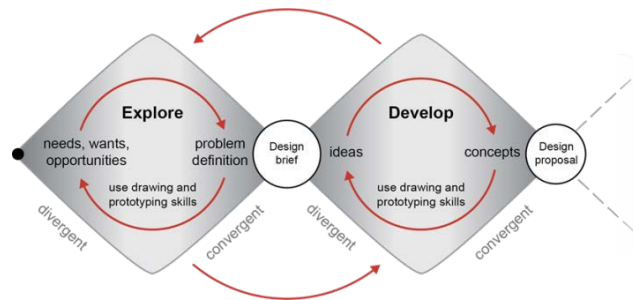 Explore
needs, wants,
opportunities
problem
definition
use drawing and
prototyping skills
divergent
convergent
Design
brief
Develop
ideas
concepts
use drawing and
prototyping skills
divergent
convergent
Design
proposal